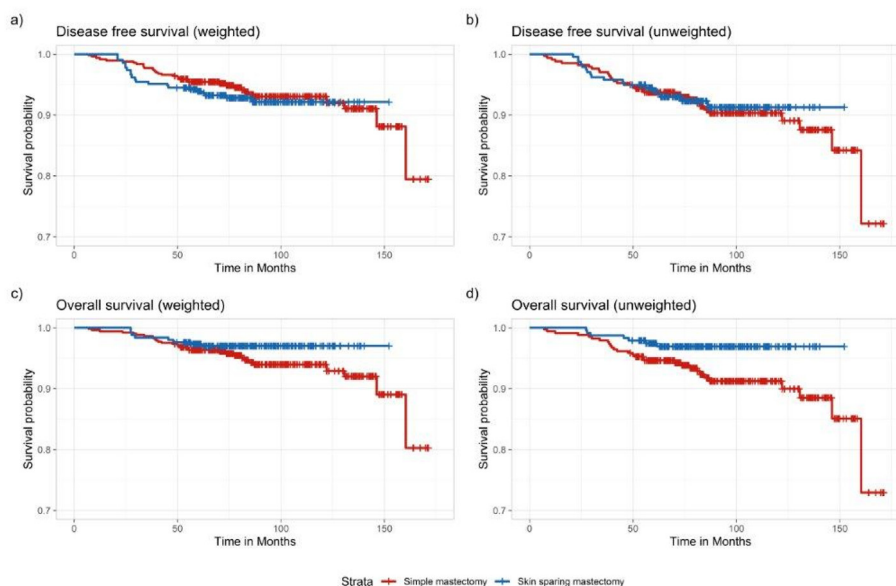 a)
Disease free survival (weighted)
1.0
0.9
0.8
0.7
Survival probability
0
50
100
150
Time in Months
b)
Disease free survival (unweighted)
1.0
0.9
0.8
0.7
Survival probability
0
50
100
150
Time in Months
c)
Overall survival (weighted)
1.0
0.9
0.8
0.7
Survival probability
0
50
100
150
Time in Months
d)
Overall survival (unweighted)
1.0
0.9
0.8
0.7
Survival probability
0
50
100
150
Time in Months
Strata Simple mastectomy Skin sparing mastectomy